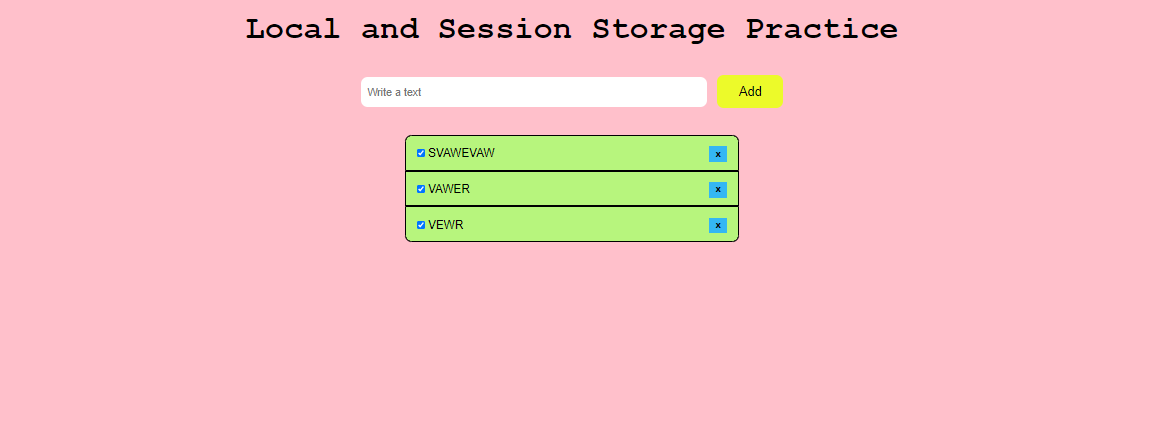 Local and Session Storage Practice
Write a text
Add
SVAWEVAW
x
VAWER
x
VEWR
x